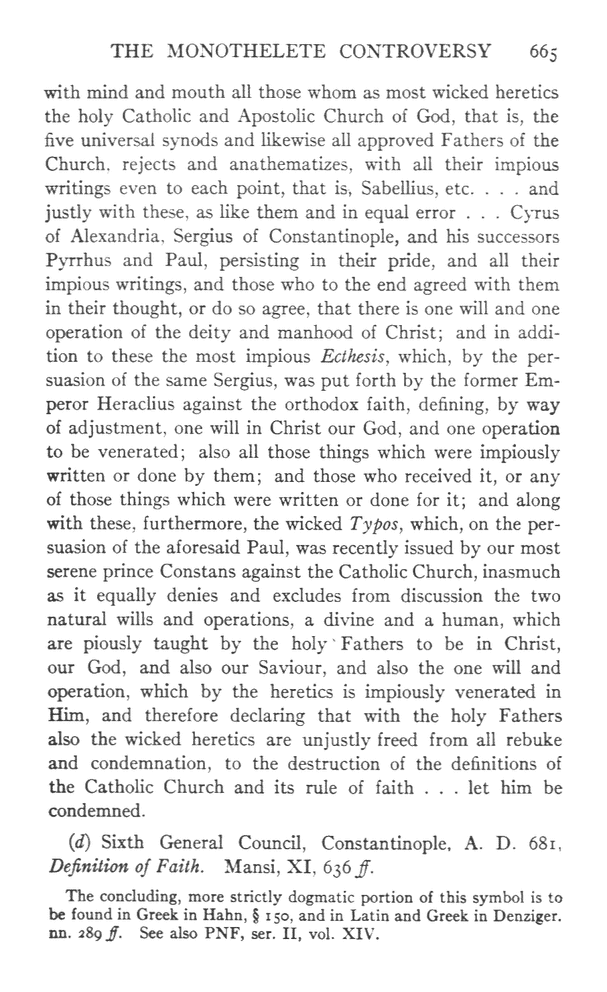 THE MONOTHELETE CONTROVERSY 665
with mind and mouth all those whom as most wicked heretics
the holy Catholic and Apostolic Church of God, that is, the
five universal synods and likewise all approved Fathers of the
Church, rejects and anathematizes, with all their impious
writings even to each point, that is, Sabellius, etc. . . . and
justly with these, as like them and in equal error . . . Cyrus
of Alexandria, Sergius of Constantinople, and his successors
Pyrrhus and Paul, persisting in their pride, and all their
impious writings, and those who to the end agreed with them
in their thought, or do so agree, that there is one will and one
operation of the deity and manhood of Christ; and in addi-
tion to these the most impious Ecthesis, which, by the per-
suasion of the same Sergius, was put forth by the former Em-
peror Heraclius against the orthodox faith, defining, by way
of adjustment, one will in Christ our God, and one operation
to be venerated; also all those things which were impiously
written or done by them; and those who received it, or any
of those things which were written or done for it; and along
with these, furthermore, the wicked Typos, which, on the per-
suasion of the aforesaid Paul, was recently issued by our most
serene prince Constans against the Catholic Church, inasmuch
as it equally denies and excludes from discussion the two
natural wills and operations, a divine and a human, which
are piously taught by the holy Fathers to be in Christ,
our God, and also our Saviour, and also the one will and
operation, which by the heretics is impiously venerated in
Him, and therefore declaring that with the holy Fathers
also the wicked heretics are unjustly freed from all rebuke
and condemnation, to the destruction of the definitions of
the Catholic Church and its rule of faith . . . let him be
condemned.
(d) Sixth General Council, Constantinople, A. D. 681,
Definition of Faith. Mansi, XI, 636 ff.
The concluding, more strictly dogmatic portion of this symbol is to
be found in Greek in Hahn, § 150, and in Latin and Greek in Denziger.
nn. 289 ff. See also PNF, ser. II, vol. XIV.